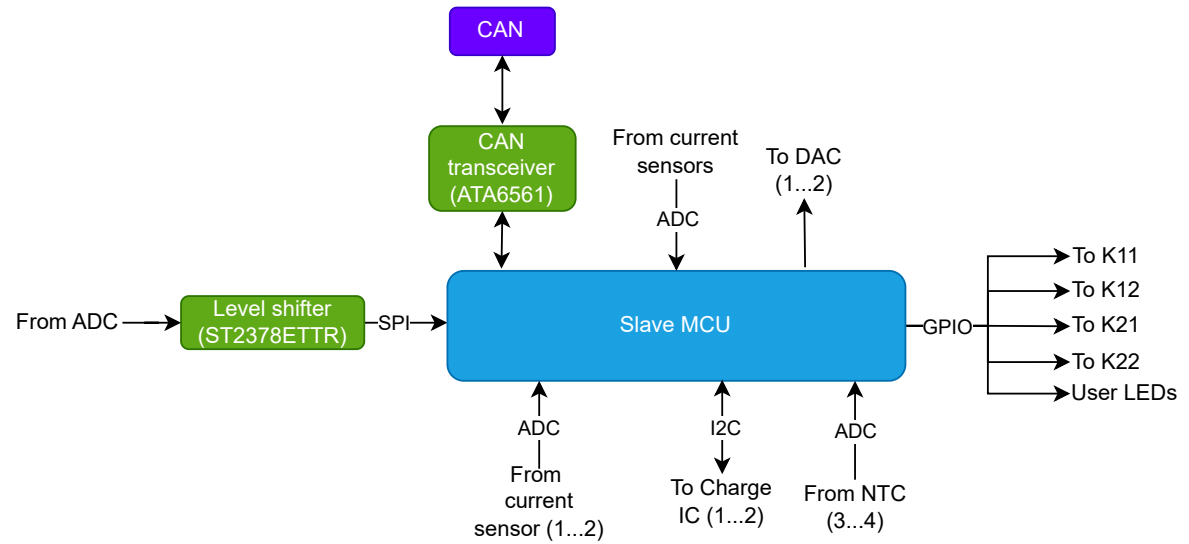 CAN
CAN
transceiver
(ATA6561)
From current
sensors
ADC
To DAC
(1...2)
From ADC
Level shifter
(ST2378ETTR)
SPI
Slave MCU
GPIO
To K11
To K12
To K21
To K22
User LEDs
ADC
From
current
sensor (1...2)
I2C
To Charge
IC (1...2)
ADC
From NTC
(3...4)